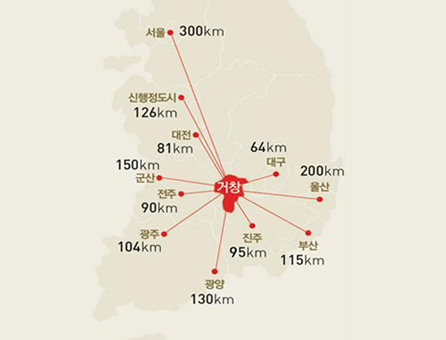 서울 300km
신행정도시
126km
대전
81km
64km
대구
150km
군산
거창
200km
울산
전주
90km
광주
104km
진주
95km
부산
115km
광양
130km